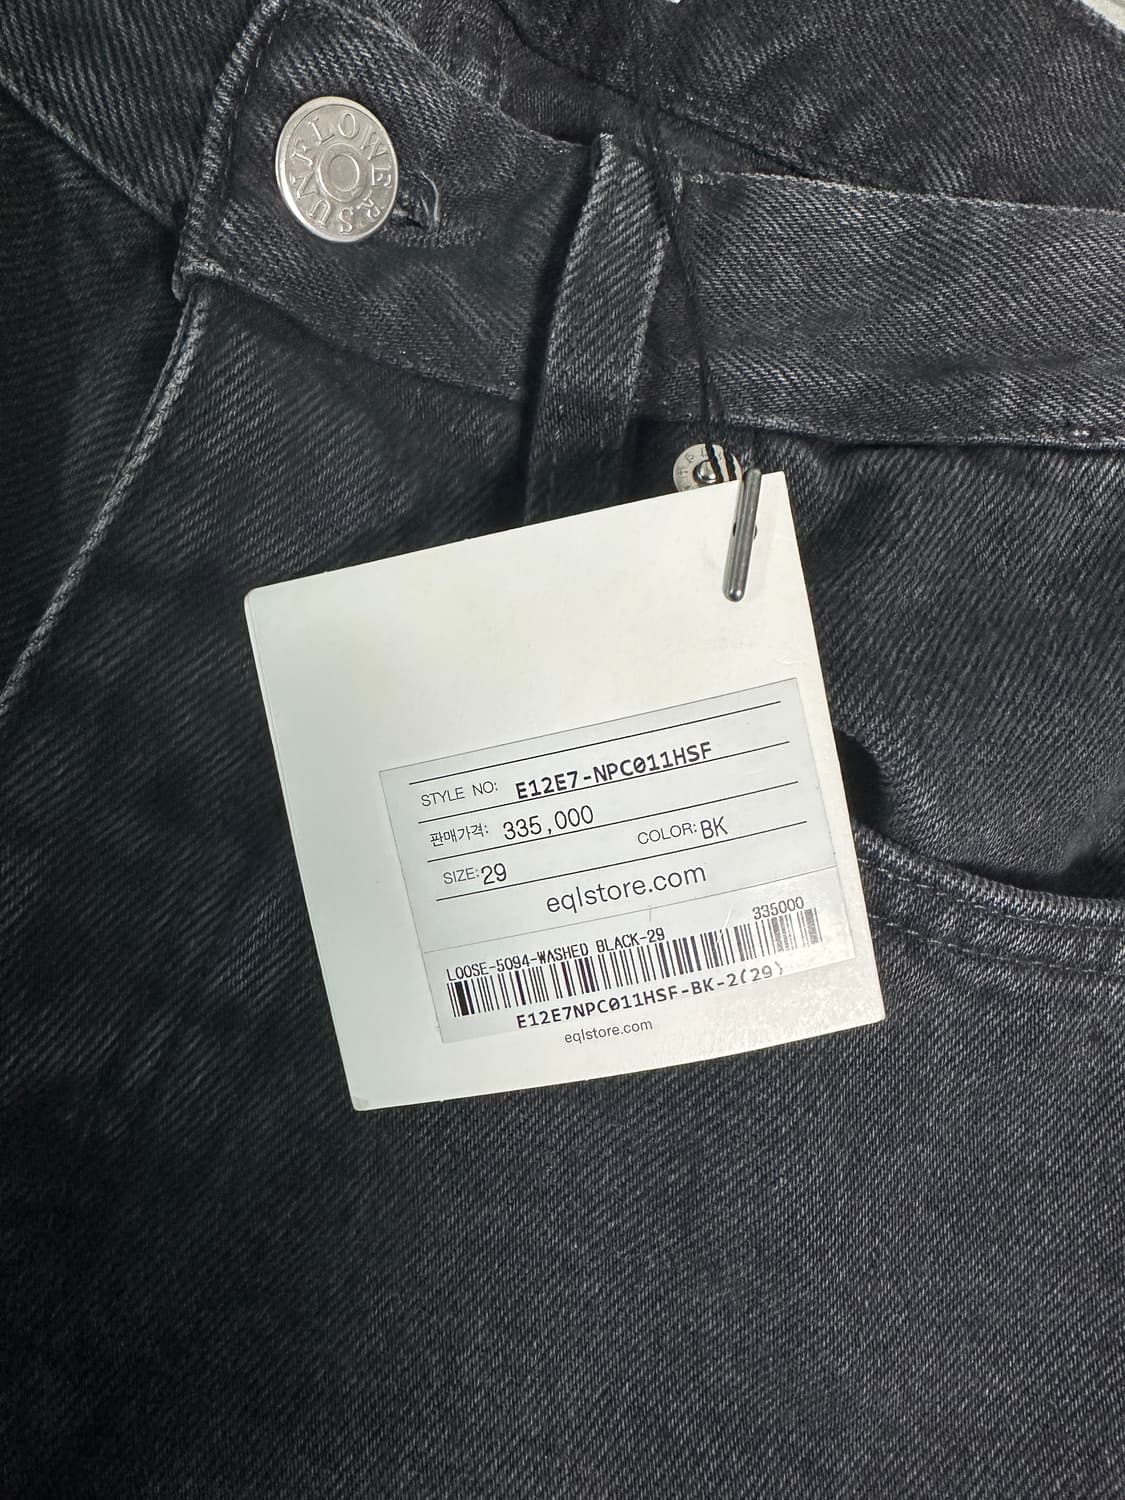 SUNFLOWER
STYLE NO: E12E7-NPC011HSF
판매가격: 335,000
SIZE:29 COLOR:BK
eqlstore.com
335000
LOOSE-5094-WASHED BLACK-29
E12E7NPC011HSF-BK-2(29)
eqlstore.com